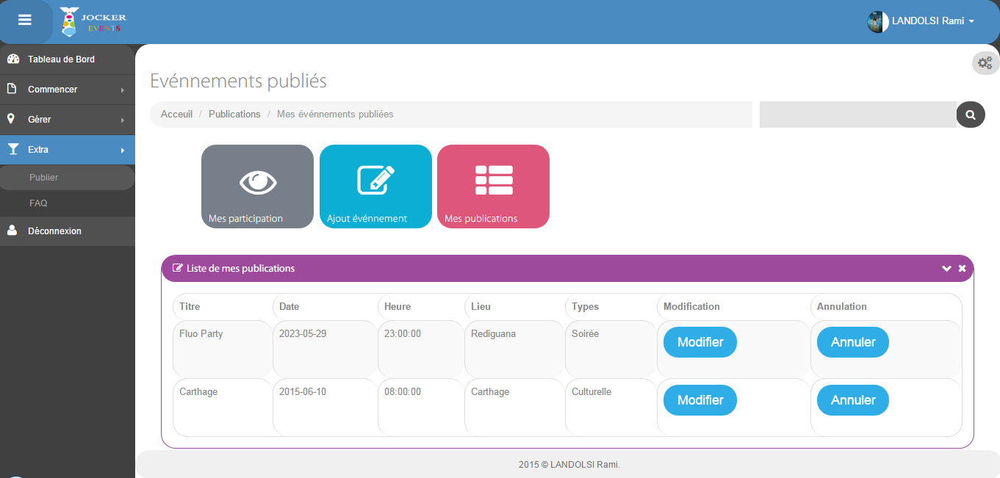 JOCKER
EVENTS
LANDOLSI Rami
Tableau de Bord
Commencer
Gérer
Extra
Publier
FAQ
Déconnexion
Evénnements publiés
Acceuil / Publications / Mes événnements publiées
Mes participation
Ajout événnement
Mes publications
Liste de mes publications
Titre Date Heure Lieu Types Modification Annulation
Fluo Party 2023-05-29 23:00:00 Rediguana Soirée Modifier Annuler
Carthage 2015-06-10 08:00:00 Carthage Culturelle Modifier Annuler
2015 © LANDOLSI Rami.